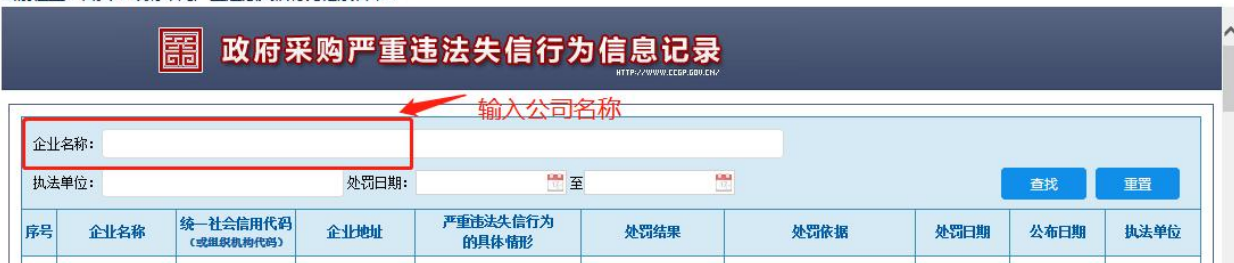 政府采购严重违法失信行为信息记录
HTTP://WWW.CCGP.GOV.CN/
输入公司名称
企业名称：
执法单位： 处罚日期： 至 查找 重置
序号 企业名称 统一社会信用代码 企业地址 严重违法失信行为 处罚结果 处罚依据 处罚日期 公布日期 执法单位
（或组织机构代码） 的具体情形